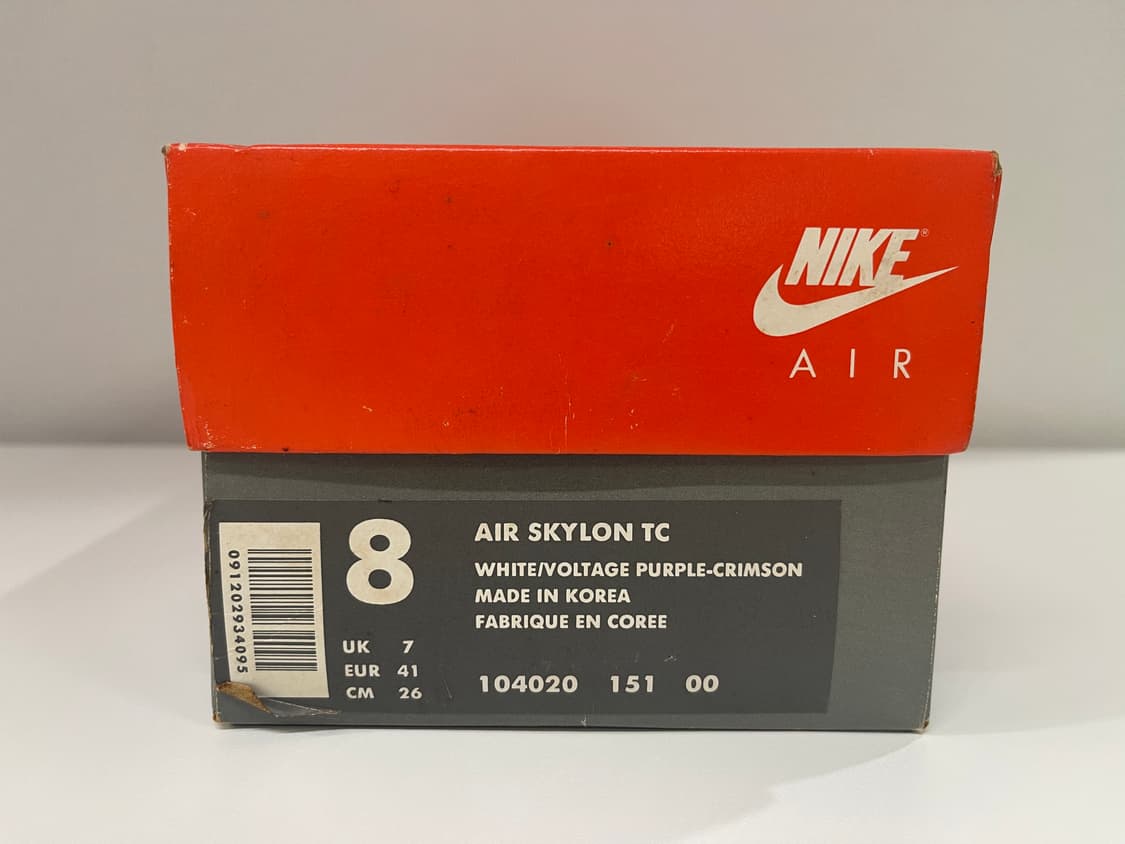 NIKE®
AIR
091202934095
8
UK 7
EUR 41
CM 26
AIR SKYLON TC
WHITE/VOLTAGE PURPLE-CRIMSON
MADE IN KOREA
FABRIQUE EN COREE
104020 151 00